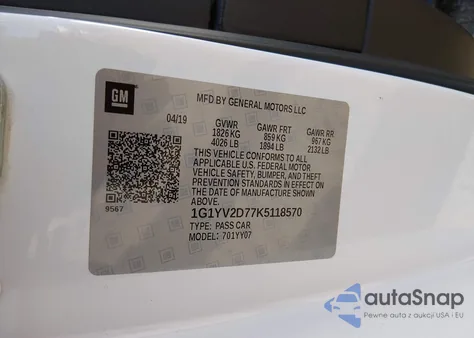 GM
MFD BY GENERAL MOTORS LLC
04/19 GVWR GAWR FRT GAWR RR
1826 KG 859 KG 967 KG
4026 LB 1894 LB 2132 LB
THIS VEHICLE CONFORMS TO ALL
APPLICABLE U.S. FEDERAL MOTOR
VEHICLE SAFETY, BUMPER, AND THEFT
PREVENTION STANDARDS IN EFFECT ON
THE DATE OF MANUFACTURE SHOWN
ABOVE.
9567
1G1YV2D77K5118570
TYPE: PASS CAR
MODEL: 701YY07
autoSnap
Pewne auta z aukcji USA i EU